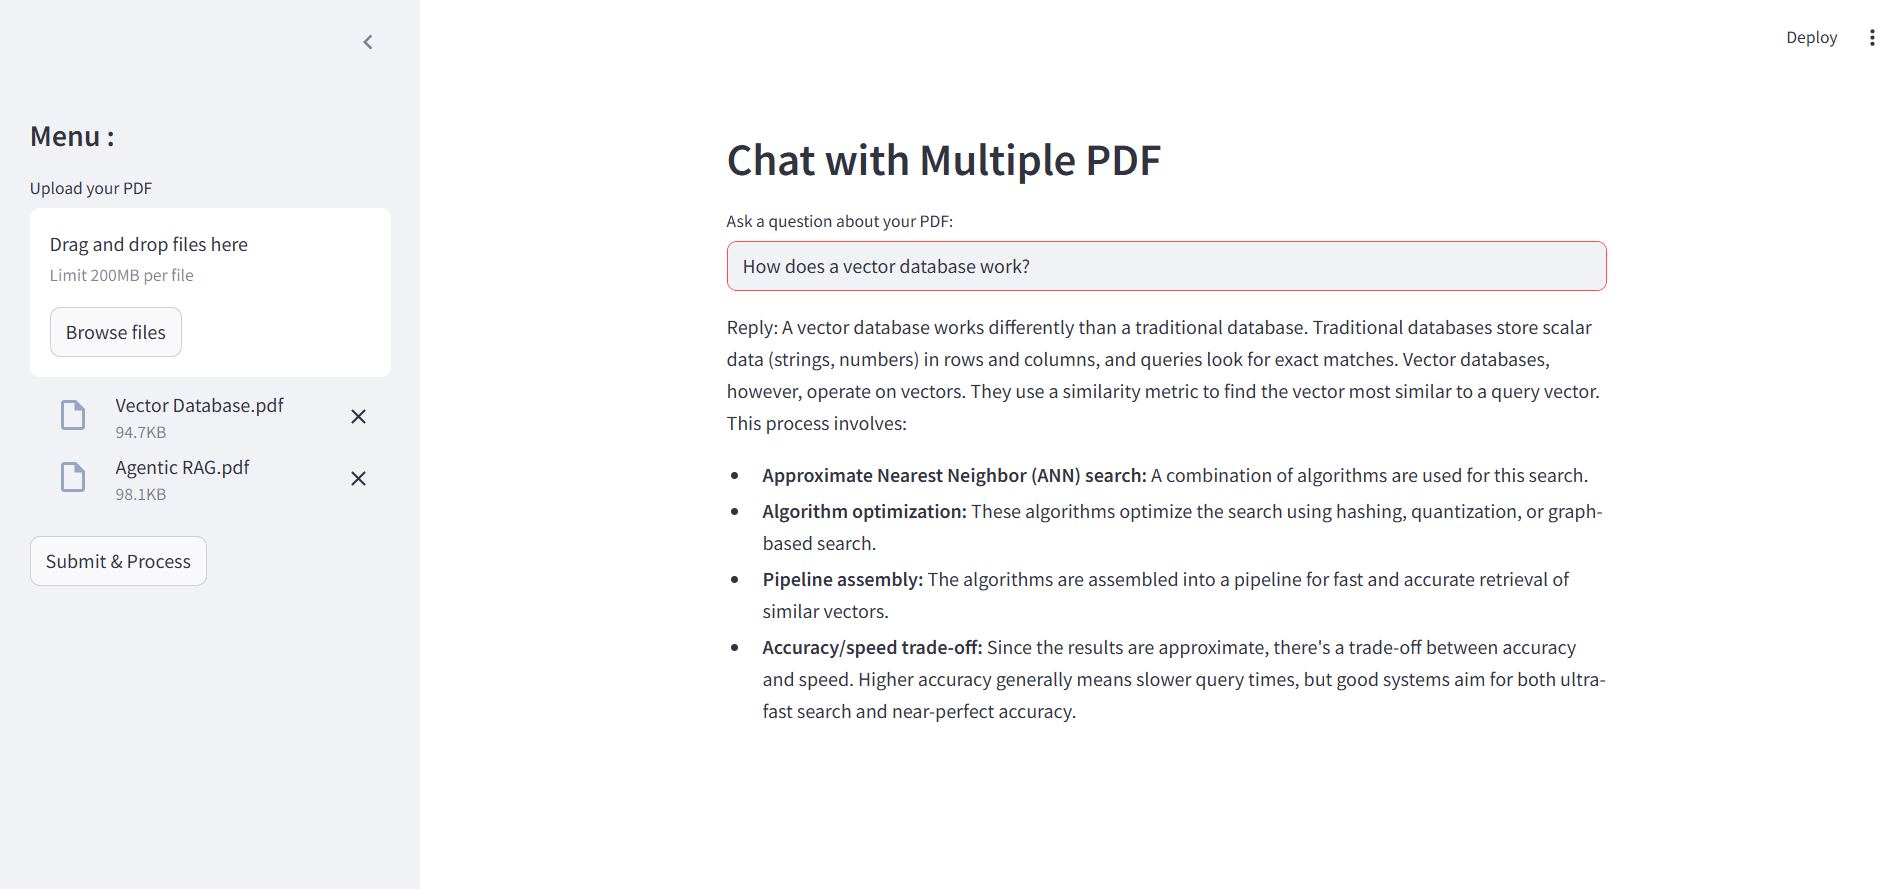 Deploy
Menu :
Upload your PDF
Drag and drop files here
Limit 200MB per file
Browse files
Vector Database.pdf
94.7KB
Agentic RAG.pdf
98.1KB
Submit & Process
Chat with Multiple PDF
Ask a question about your PDF:
How does a vector database work?
Reply: A vector database works differently than a traditional database. Traditional databases store scalar
data (strings, numbers) in rows and columns, and queries look for exact matches. Vector databases,
however, operate on vectors. They use a similarity metric to find the vector most similar to a query vector.
This process involves:
• Approximate Nearest Neighbor (ANN) search: A combination of algorithms are used for this search.
• Algorithm optimization: These algorithms optimize the search using hashing, quantization, or graph-
based search.
• Pipeline assembly: The algorithms are assembled into a pipeline for fast and accurate retrieval of
similar vectors.
• Accuracy/speed trade-off: Since the results are approximate, there's a trade-off between accuracy
and speed. Higher accuracy generally means slower query times, but good systems aim for both ultra-
fast search and near-perfect accuracy.